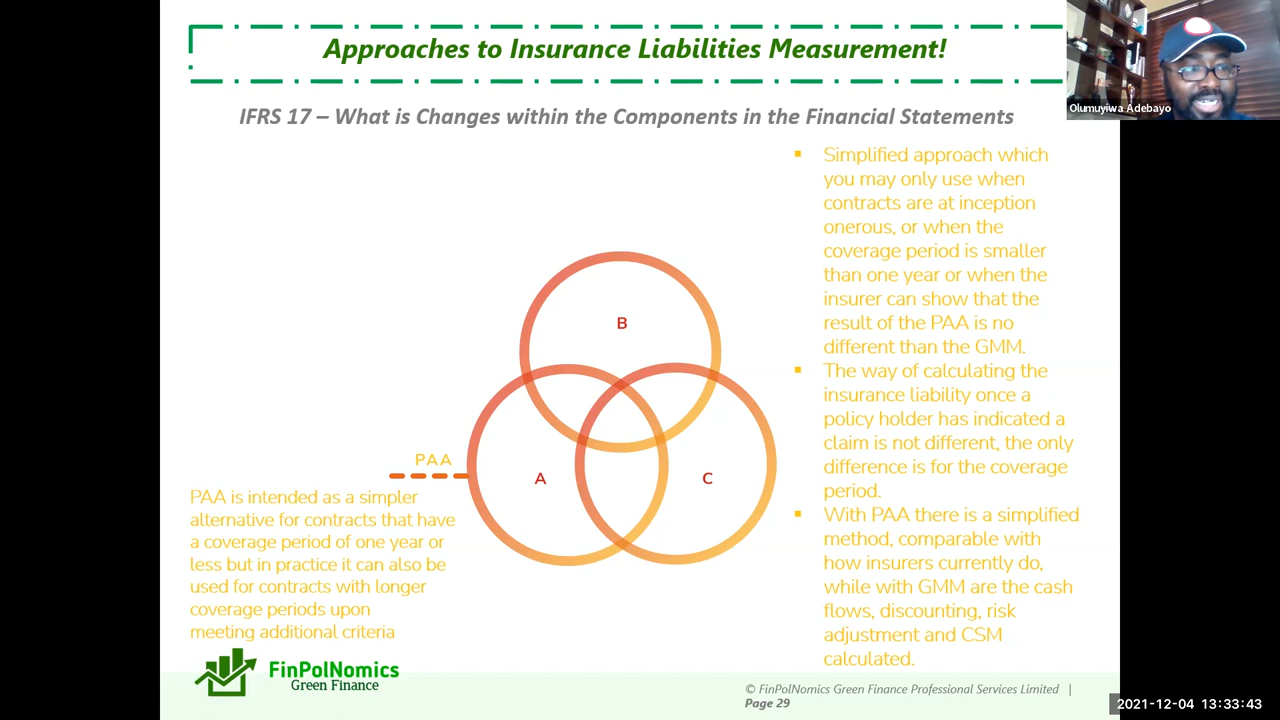 Approaches to Insurance Liabilities Measurement!
Olumuyiwa Adebayo
IFRS 17 – What is Changes within the Components in the Financial Statements
B
A
C
PAA
PAA is intended as a simpler
alternative for contracts that have
a coverage period of one year or
less but in practice it can also be
used for contracts with longer
coverage periods upon
meeting additional criteria
▪ Simplified approach which
you may only use when
contracts are at inception
onerous, or when the
coverage period is smaller
than one year or when the
insurer can show that the
result of the PAA is no
different than the GMM.
▪ The way of calculating the
insurance liability once a
policy holder has indicated a
claim is not different, the only
difference is for the coverage
period.
▪ With PAA there is a simplified
method, comparable with
how insurers currently do,
while with GMM are the cash
flows, discounting, risk
adjustment and CSM
calculated.
FinPolNomics
Green Finance
© FinPolNomics Green Finance Professional Services Limited |
Page 29
2021-12-04 13:33:43